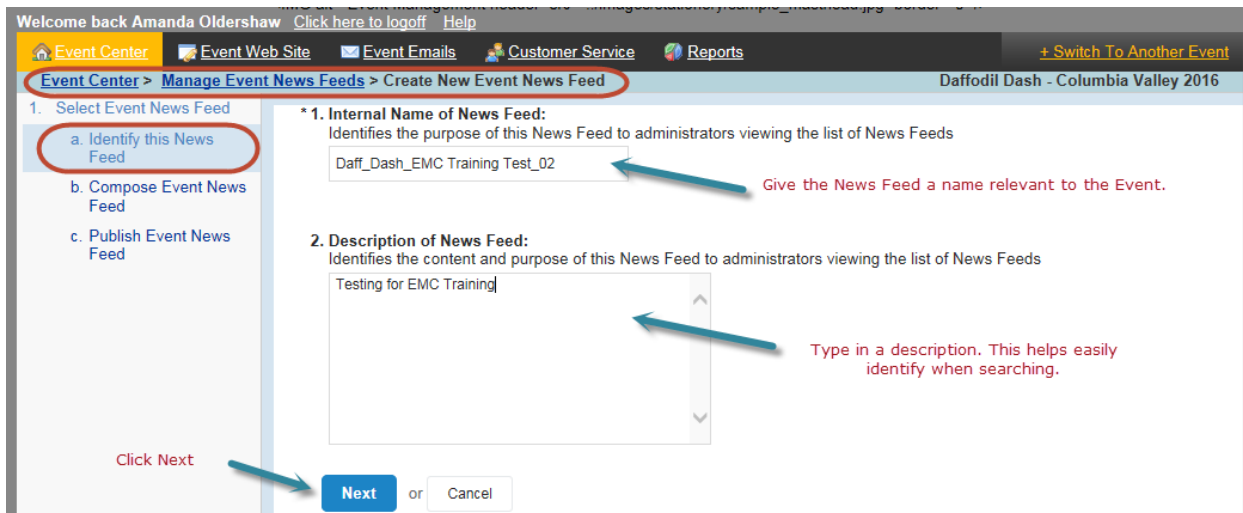 Welcome back Amanda Oldershaw Click here to logoff Help
Event Center Event Web Site Event Emails Customer Service Reports + Switch To Another Event
Event Center > Manage Event News Feeds > Create New Event News Feed Daffodil Dash - Columbia Valley 2016
1. Select Event News Feed
a. Identify this News
Feed
b. Compose Event News
Feed
c. Publish Event News
Feed
* 1. Internal Name of News Feed:
Identifies the purpose of this News Feed to administrators viewing the list of News Feeds
Daff_Dash_EMC Training Test_02
Give the News Feed a name relevant to the Event.
2. Description of News Feed:
Identifies the content and purpose of this News Feed to administrators viewing the list of News Feeds
Testing for EMC Training
Type in a description. This helps easily
identify when searching.
Click Next
Next or Cancel